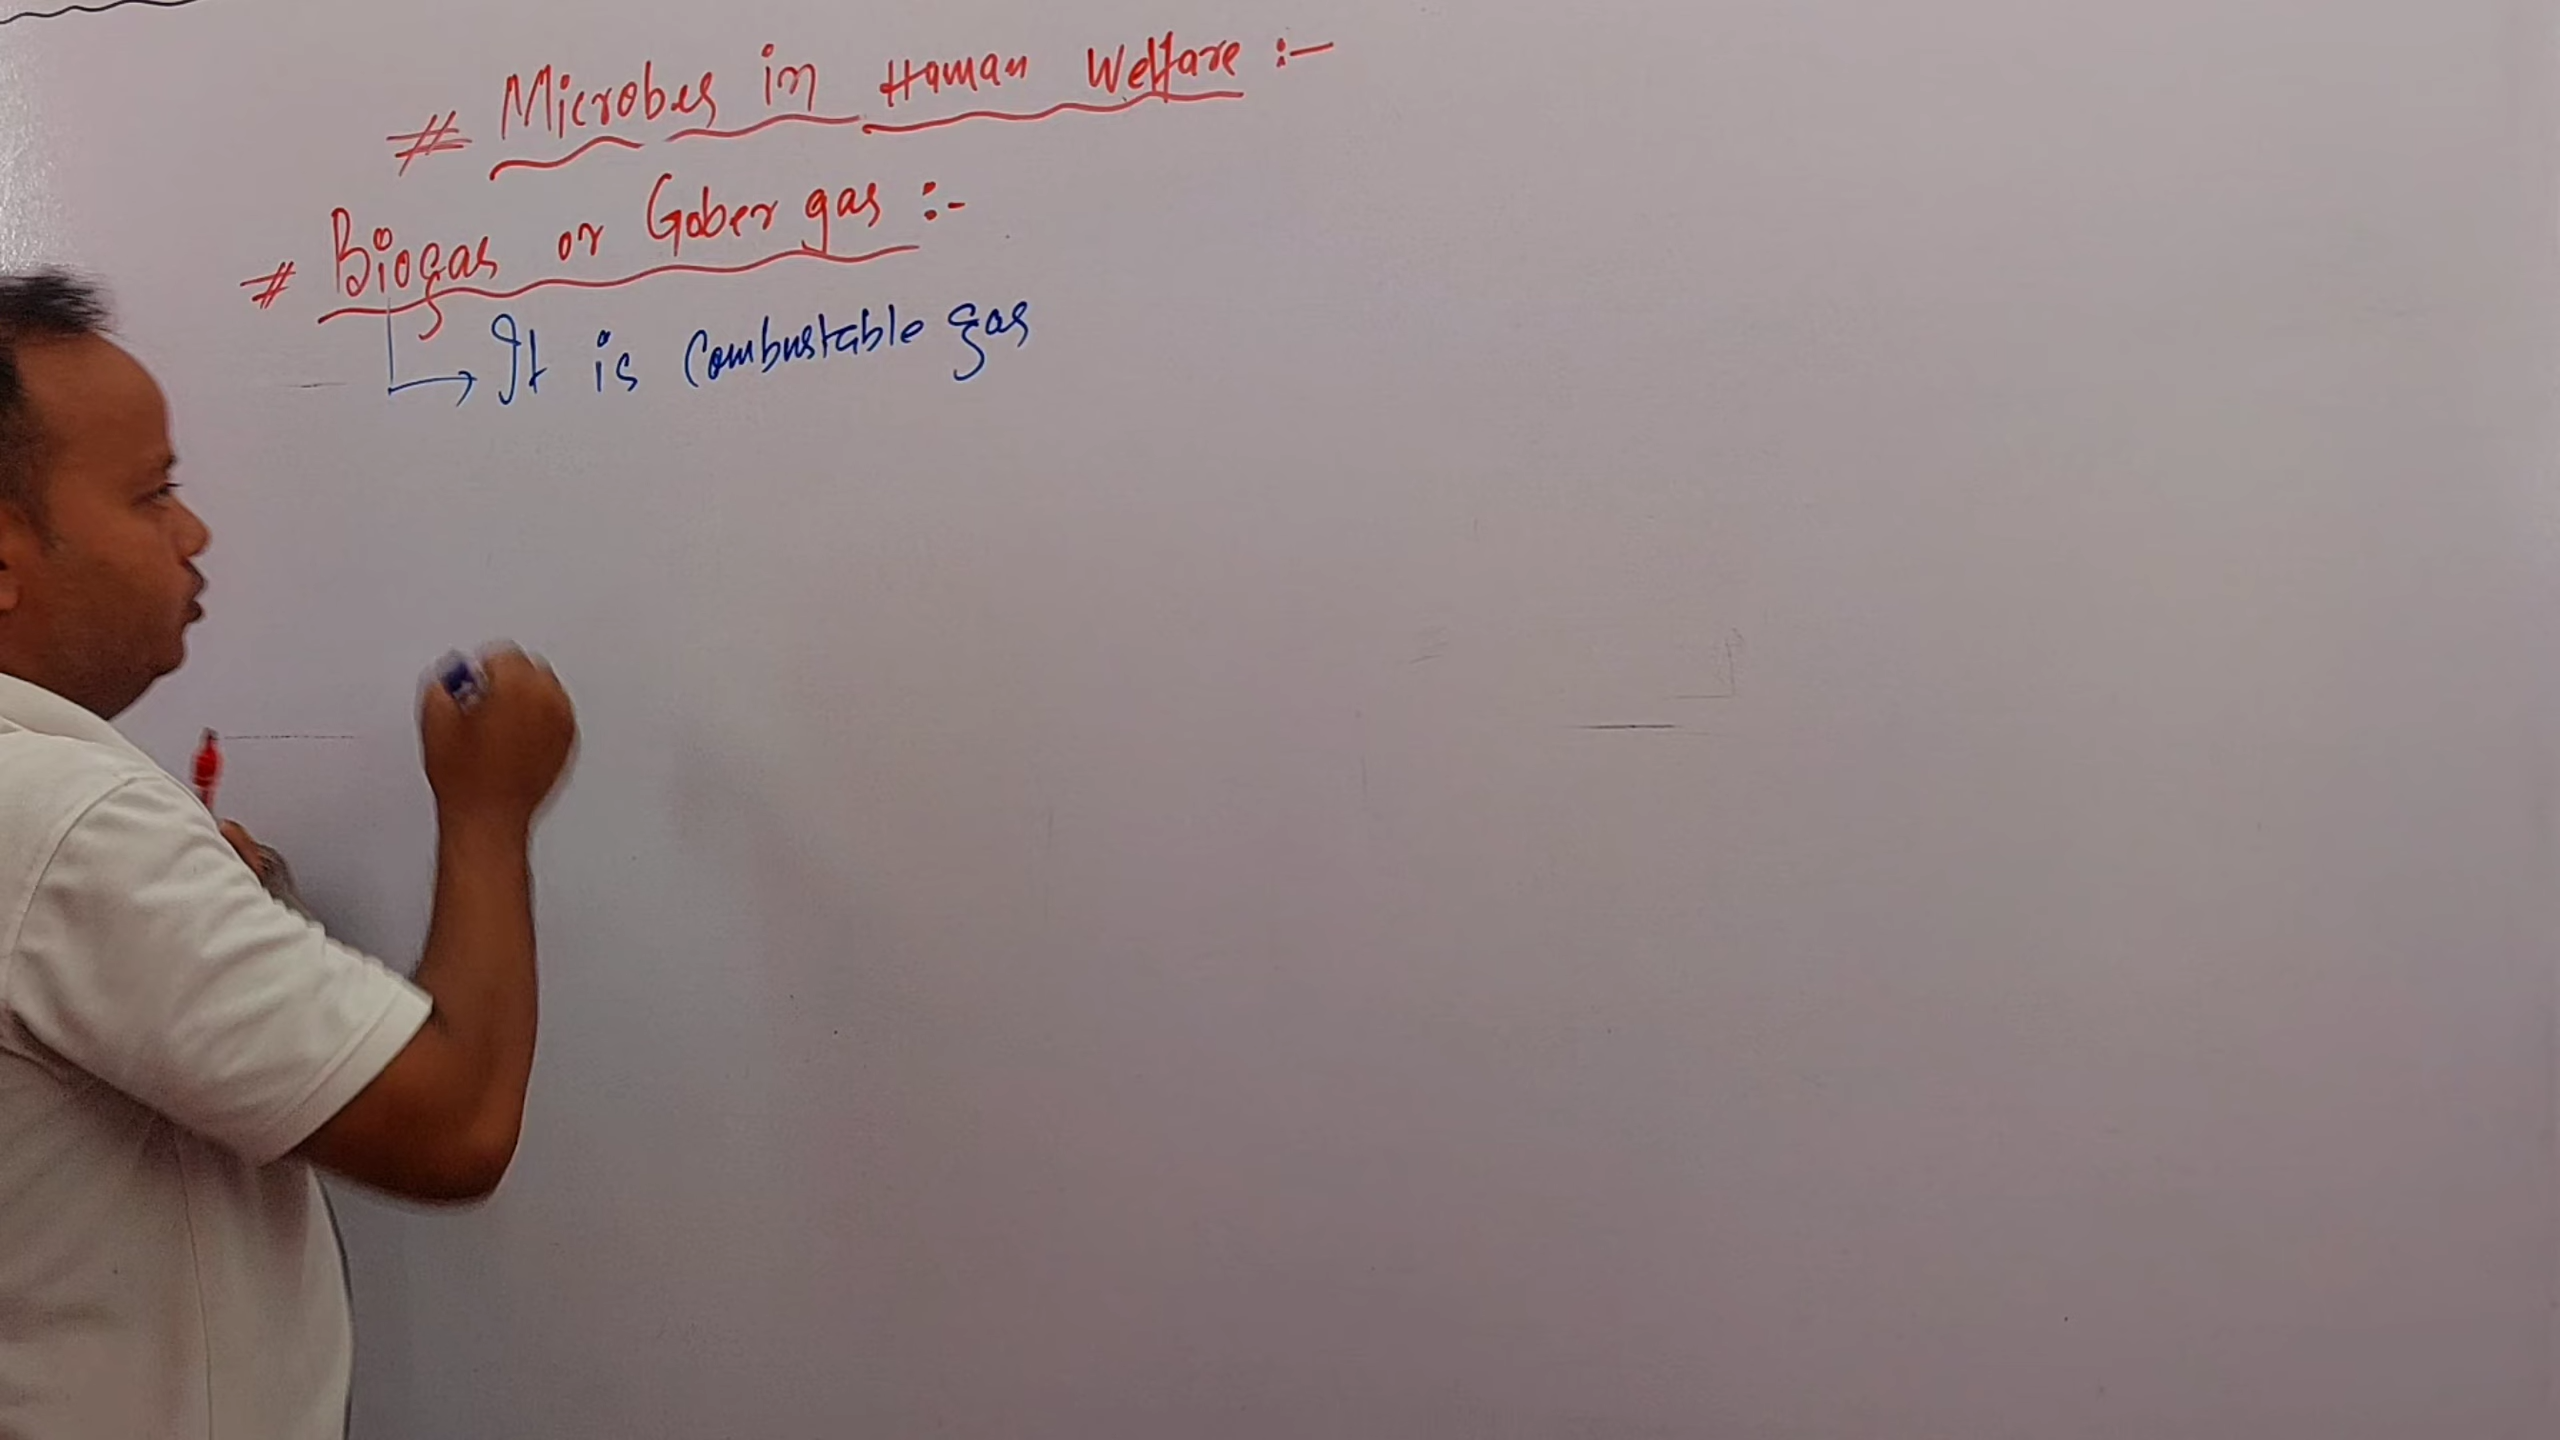 # Microbes in Human Welfare :-
# Biogas or Gober gas :-
→ It is Combustable gas